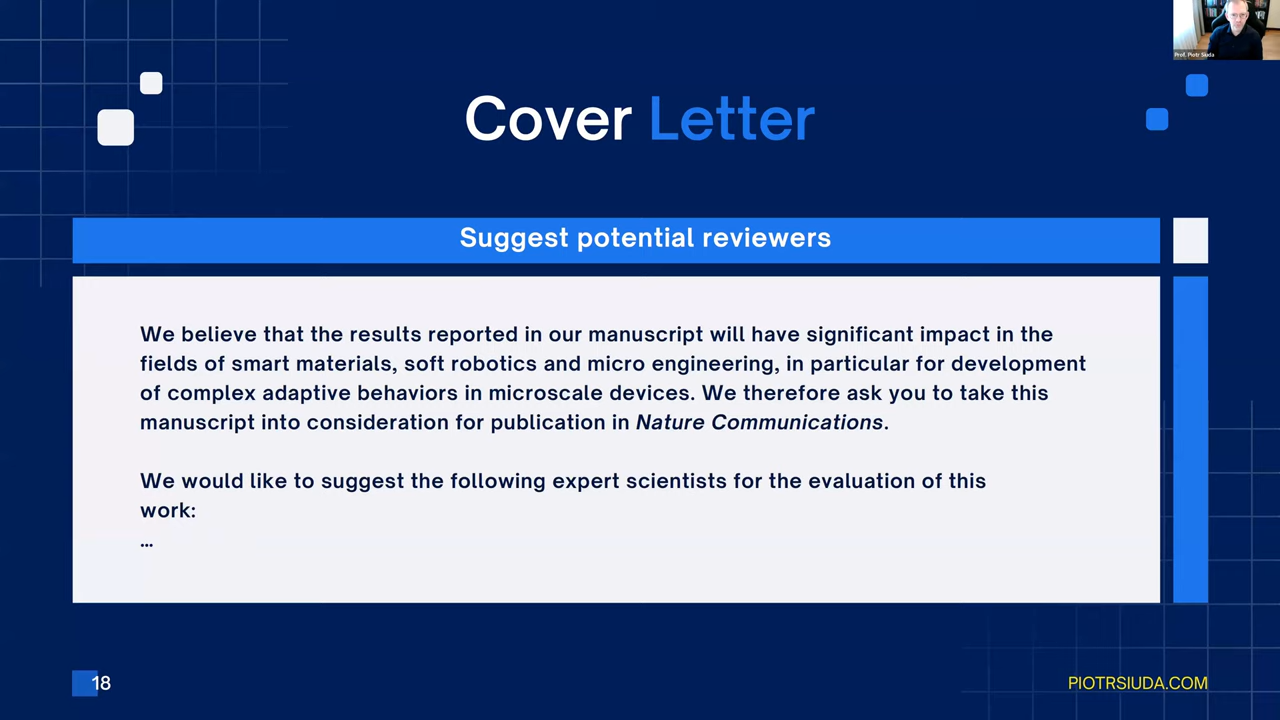 Prof. Piotr Siuda
Cover Letter
Suggest potential reviewers
We believe that the results reported in our manuscript will have significant impact in the
fields of smart materials, soft robotics and micro engineering, in particular for development
of complex adaptive behaviors in microscale devices. We therefore ask you to take this
manuscript into consideration for publication in Nature Communications.
We would like to suggest the following expert scientists for the evaluation of this
work:
...
18
PIOTRSIUDA.COM